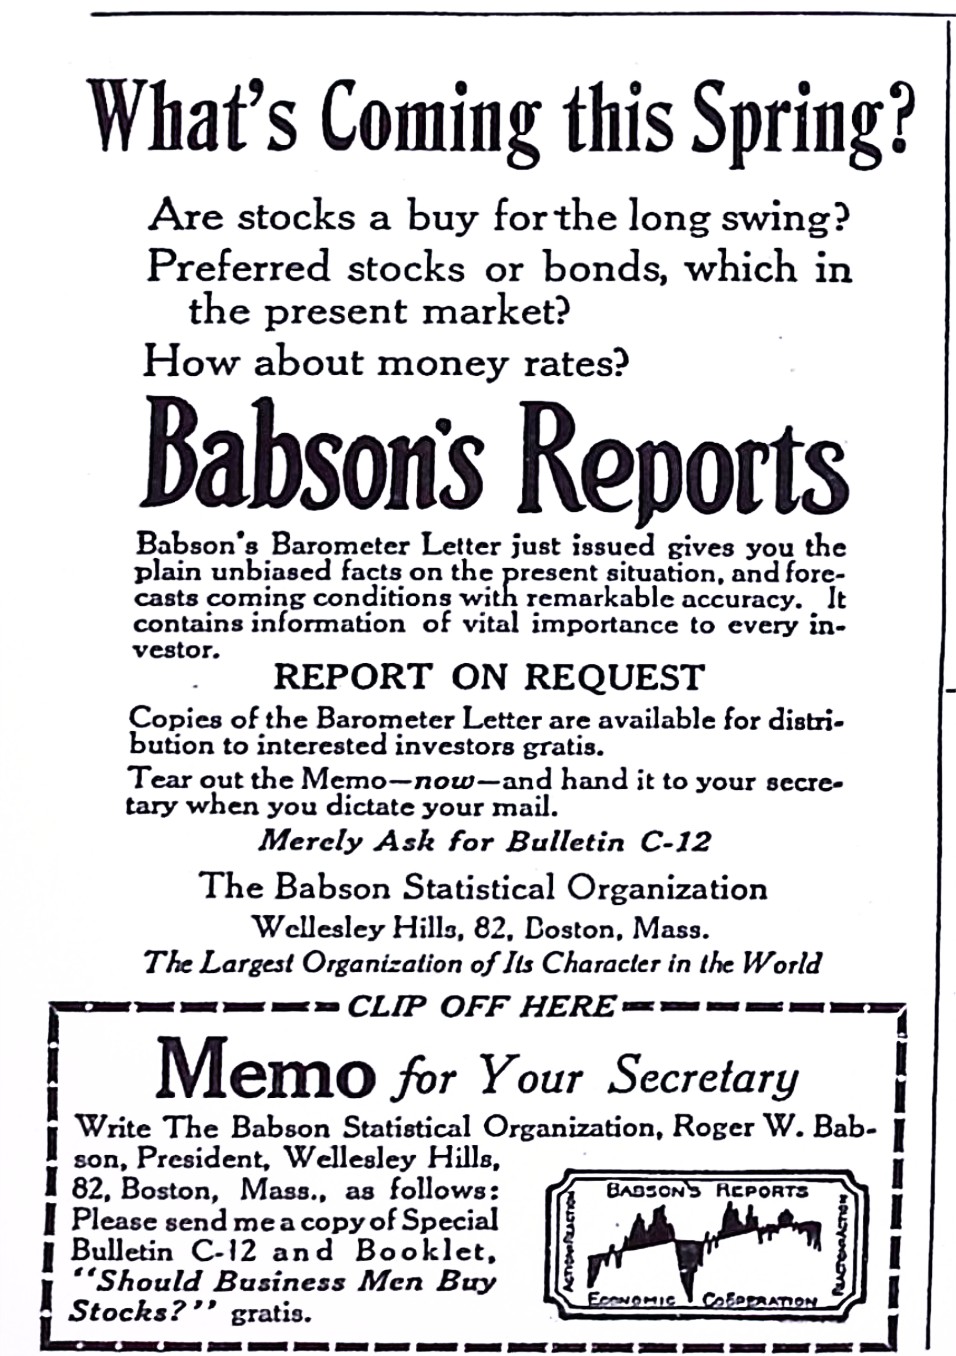 What's Coming this Spring?
Are stocks a buy for the long swing?
Preferred stocks or bonds, which in
the present market?
How about money rates?
Babson's Reports
Babson's Barometer Letter just issued gives you the
plain unbiased facts on the present situation, and fore-
casts coming conditions with remarkable accuracy. It
contains information of vital importance to every in-
vestor.
REPORT ON REQUEST
Copies of the Barometer Letter are available for distri-
bution to interested investors gratis.
Tear out the Memo—now—and hand it to your secre-
tary when you dictate your mail.
Merely Ask for Bulletin C-12
The Babson Statistical Organization
Wellesley Hills, 82, Boston, Mass.
The Largest Organization of Its Character in the World
CLIP OFF HERE
Memo for Your Secretary
Write The Babson Statistical Organization, Roger W. Bab-
son, President, Wellesley Hills,
82, Boston, Mass., as follows:
Please send me a copy of Special
Bulletin C-12 and Booklet,
"Should Business Men Buy
Stocks?" gratis.
BABSON'S REPORTS
ACTION REACTION
REACTION ACTION
ECONOMIC COÖPERATION